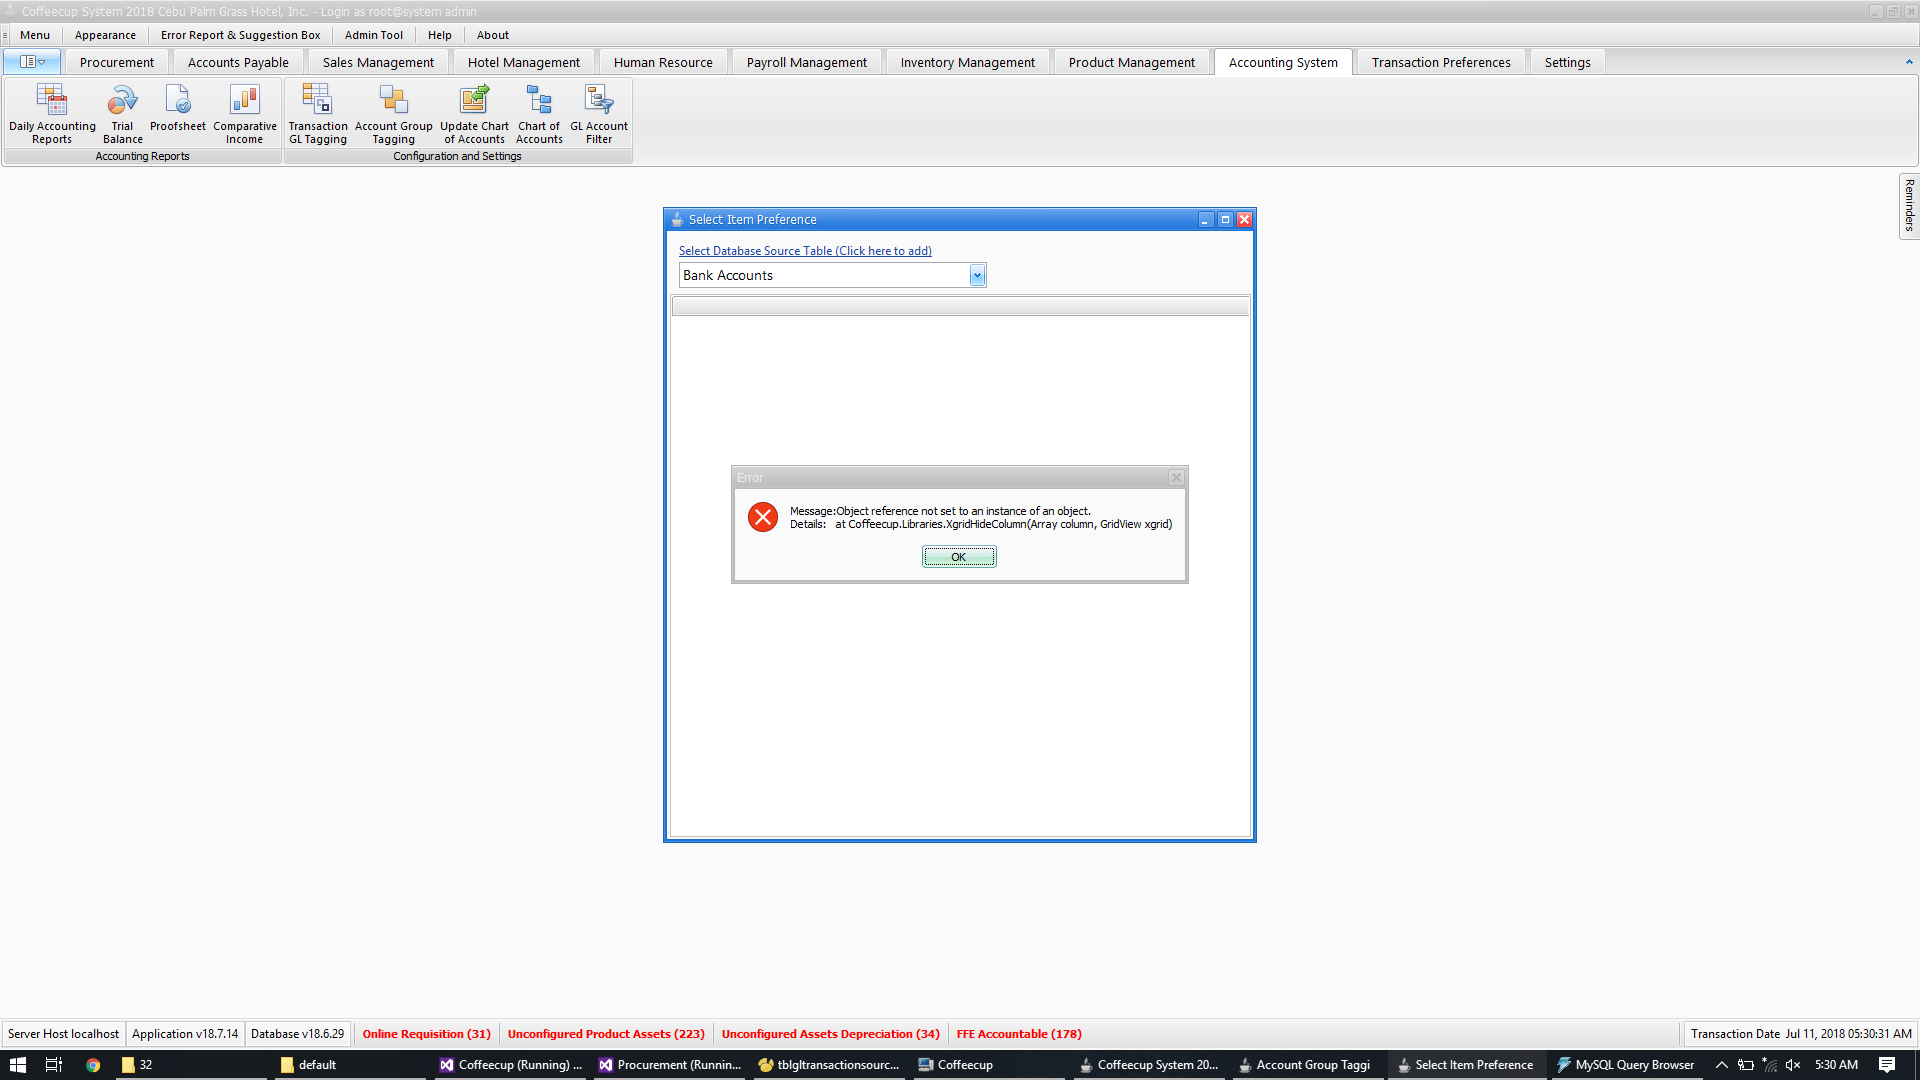 Coffeecup System 2018 Cebu Palm Grass Hotel, Inc. - Login as root@system admin
Menu Appearance Error Report & Suggestion Box Admin Tool Help About
Procurement Accounts Payable Sales Management Hotel Management Human Resource Payroll Management Inventory Management Product Management Accounting System Transaction Preferences Settings
Daily Accounting Reports
Trial Balance
Proofsheet
Comparative Income
Transaction GL Tagging
Account Group Tagging
Update Chart of Accounts
Chart of Accounts
GL Account Filter
Accounting Reports
Configuration and Settings
Reminders
Select Item Preference
Select Database Source Table (Click here to add)
Bank Accounts
Error
Message:Object reference not set to an instance of an object.
Details: at Coffeecup.Libraries.XgridHideColumn(Array column, GridView xgrid)
OK
Server Host localhost Application v18.7.14 Database v18.6.29 Online Requisition (31) Unconfigured Product Assets (223) Unconfigured Assets Depreciation (34) FFE Accountable (178) Transaction Date Jul 11, 2018 05:30:31 AM
32 default Coffeecup (Running) ... Procurement (Runnin... tblgltransactionsourc... Coffeecup Coffeecup System 20... Account Group Taggi Select Item Preference MySQL Query Browser 5:30 AM